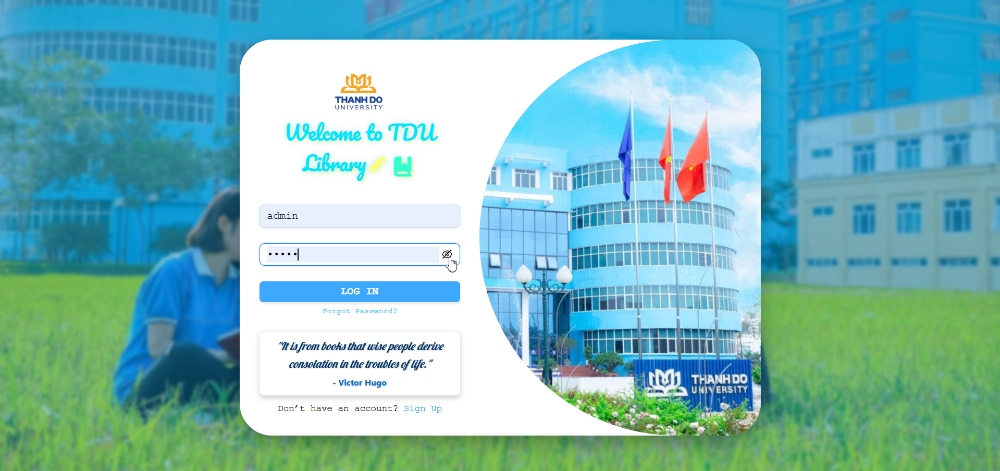 THANH DO
UNIVERSITY
Welcome to TDU
Library
admin
•••••
LOG IN
Forgot Password?
"It is from books that wise people derive
consolation in the troubles of life."
- Victor Hugo
Don’t have an account? Sign Up
THANH DO
UNIVERSITY